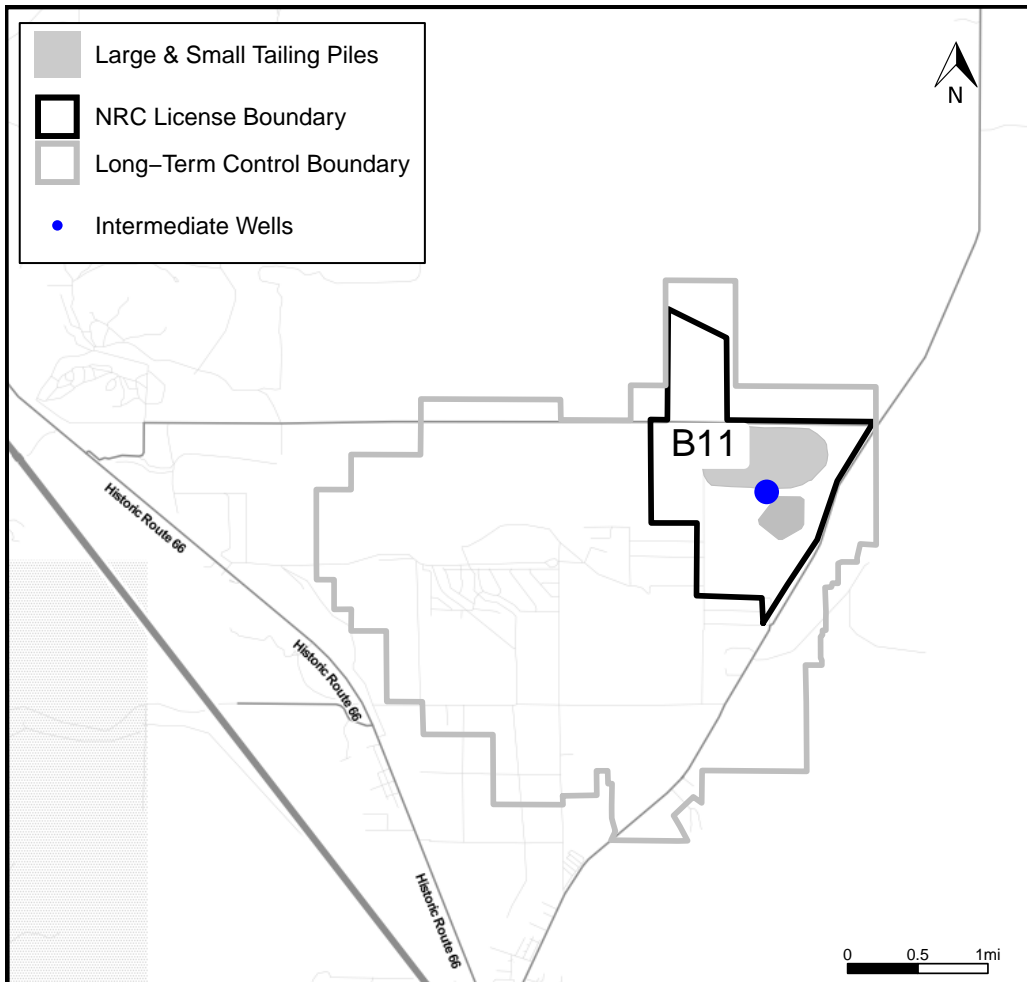 Large & Small Tailing Piles
NRC License Boundary
Long−Term Control Boundary
Intermediate Wells
N
B11
Historic Route 66
Historic Route 66
Historic Route 66
0 0.5 1mi